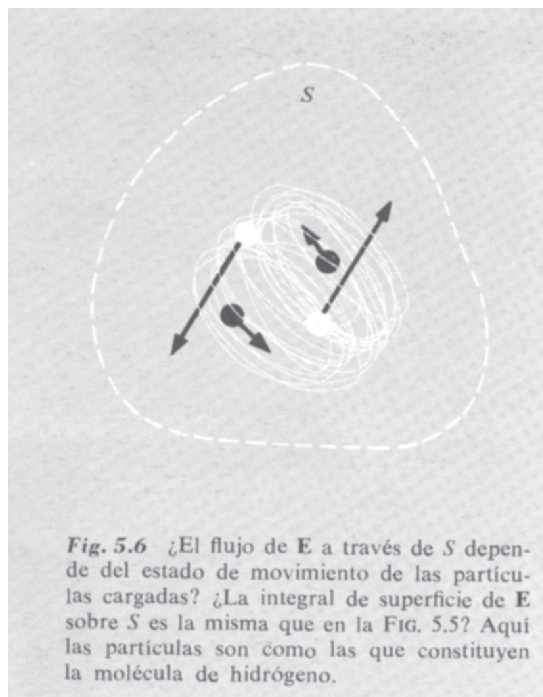 S
Fig. 5.6 ¿El flujo de E a través de S depen-
de del estado de movimiento de las partícu-
las cargadas? ¿La integral de superficie de E
sobre S es la misma que en la FIG. 5.5? Aquí
las partículas son como las que constituyen
la molécula de hidrógeno.